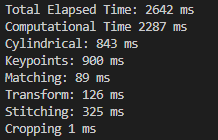 Total Elapsed Time: 2642 ms
Computational Time 2287 ms
Cylindrical: 843 ms
Keypoints: 900 ms
Matching: 89 ms
Transform: 126 ms
Stitching: 325 ms
Cropping 1 ms